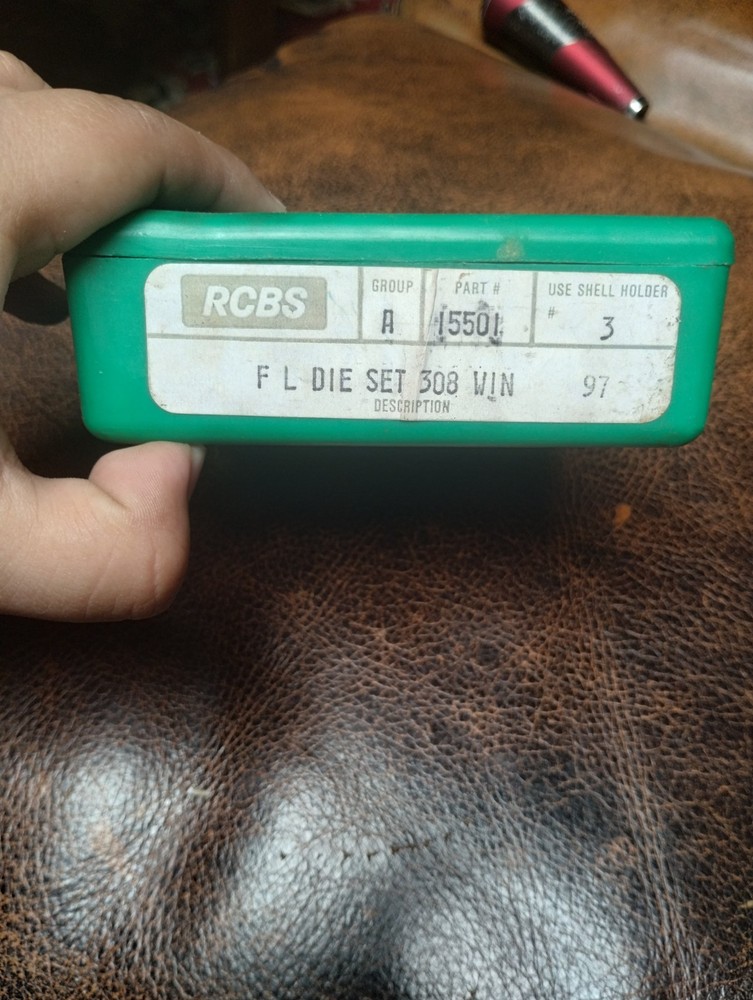 RCBS
GROUP
A
PART #
15501
USE SHELL HOLDER
# 3
F L DIE SET 308 WIN 97
DESCRIPTION